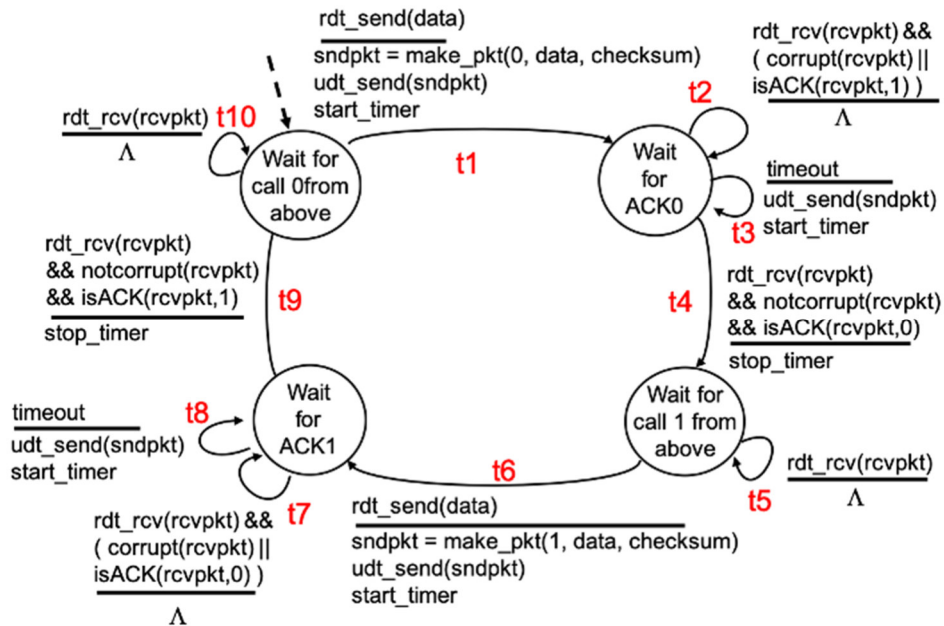 rdt_send(data)
sndpkt = make_pkt(0, data, checksum)
udt_send(sndpkt)
start_timer
rdt_rcv(rcvpkt) &&
( corrupt(rcvpkt) ||
isACK(rcvpkt,1) )
Λ
t2
rdt_rcv(rcvpkt)
Λ
t10
Wait for
call 0from
above
t1
Wait
for
ACK0
timeout
udt_send(sndpkt)
start_timer
t3
rdt_rcv(rcvpkt)
&& notcorrupt(rcvpkt)
&& isACK(rcvpkt,1)
stop_timer
t9
t4
rdt_rcv(rcvpkt)
&& notcorrupt(rcvpkt)
&& isACK(rcvpkt,0)
stop_timer
timeout
udt_send(sndpkt)
start_timer
t8
Wait
for
ACK1
Wait for
call 1 from
above
t6
t5
rdt_rcv(rcvpkt)
Λ
t7
rdt_rcv(rcvpkt) &&
( corrupt(rcvpkt) ||
isACK(rcvpkt,0) )
Λ
rdt_send(data)
sndpkt = make_pkt(1, data, checksum)
udt_send(sndpkt)
start_timer